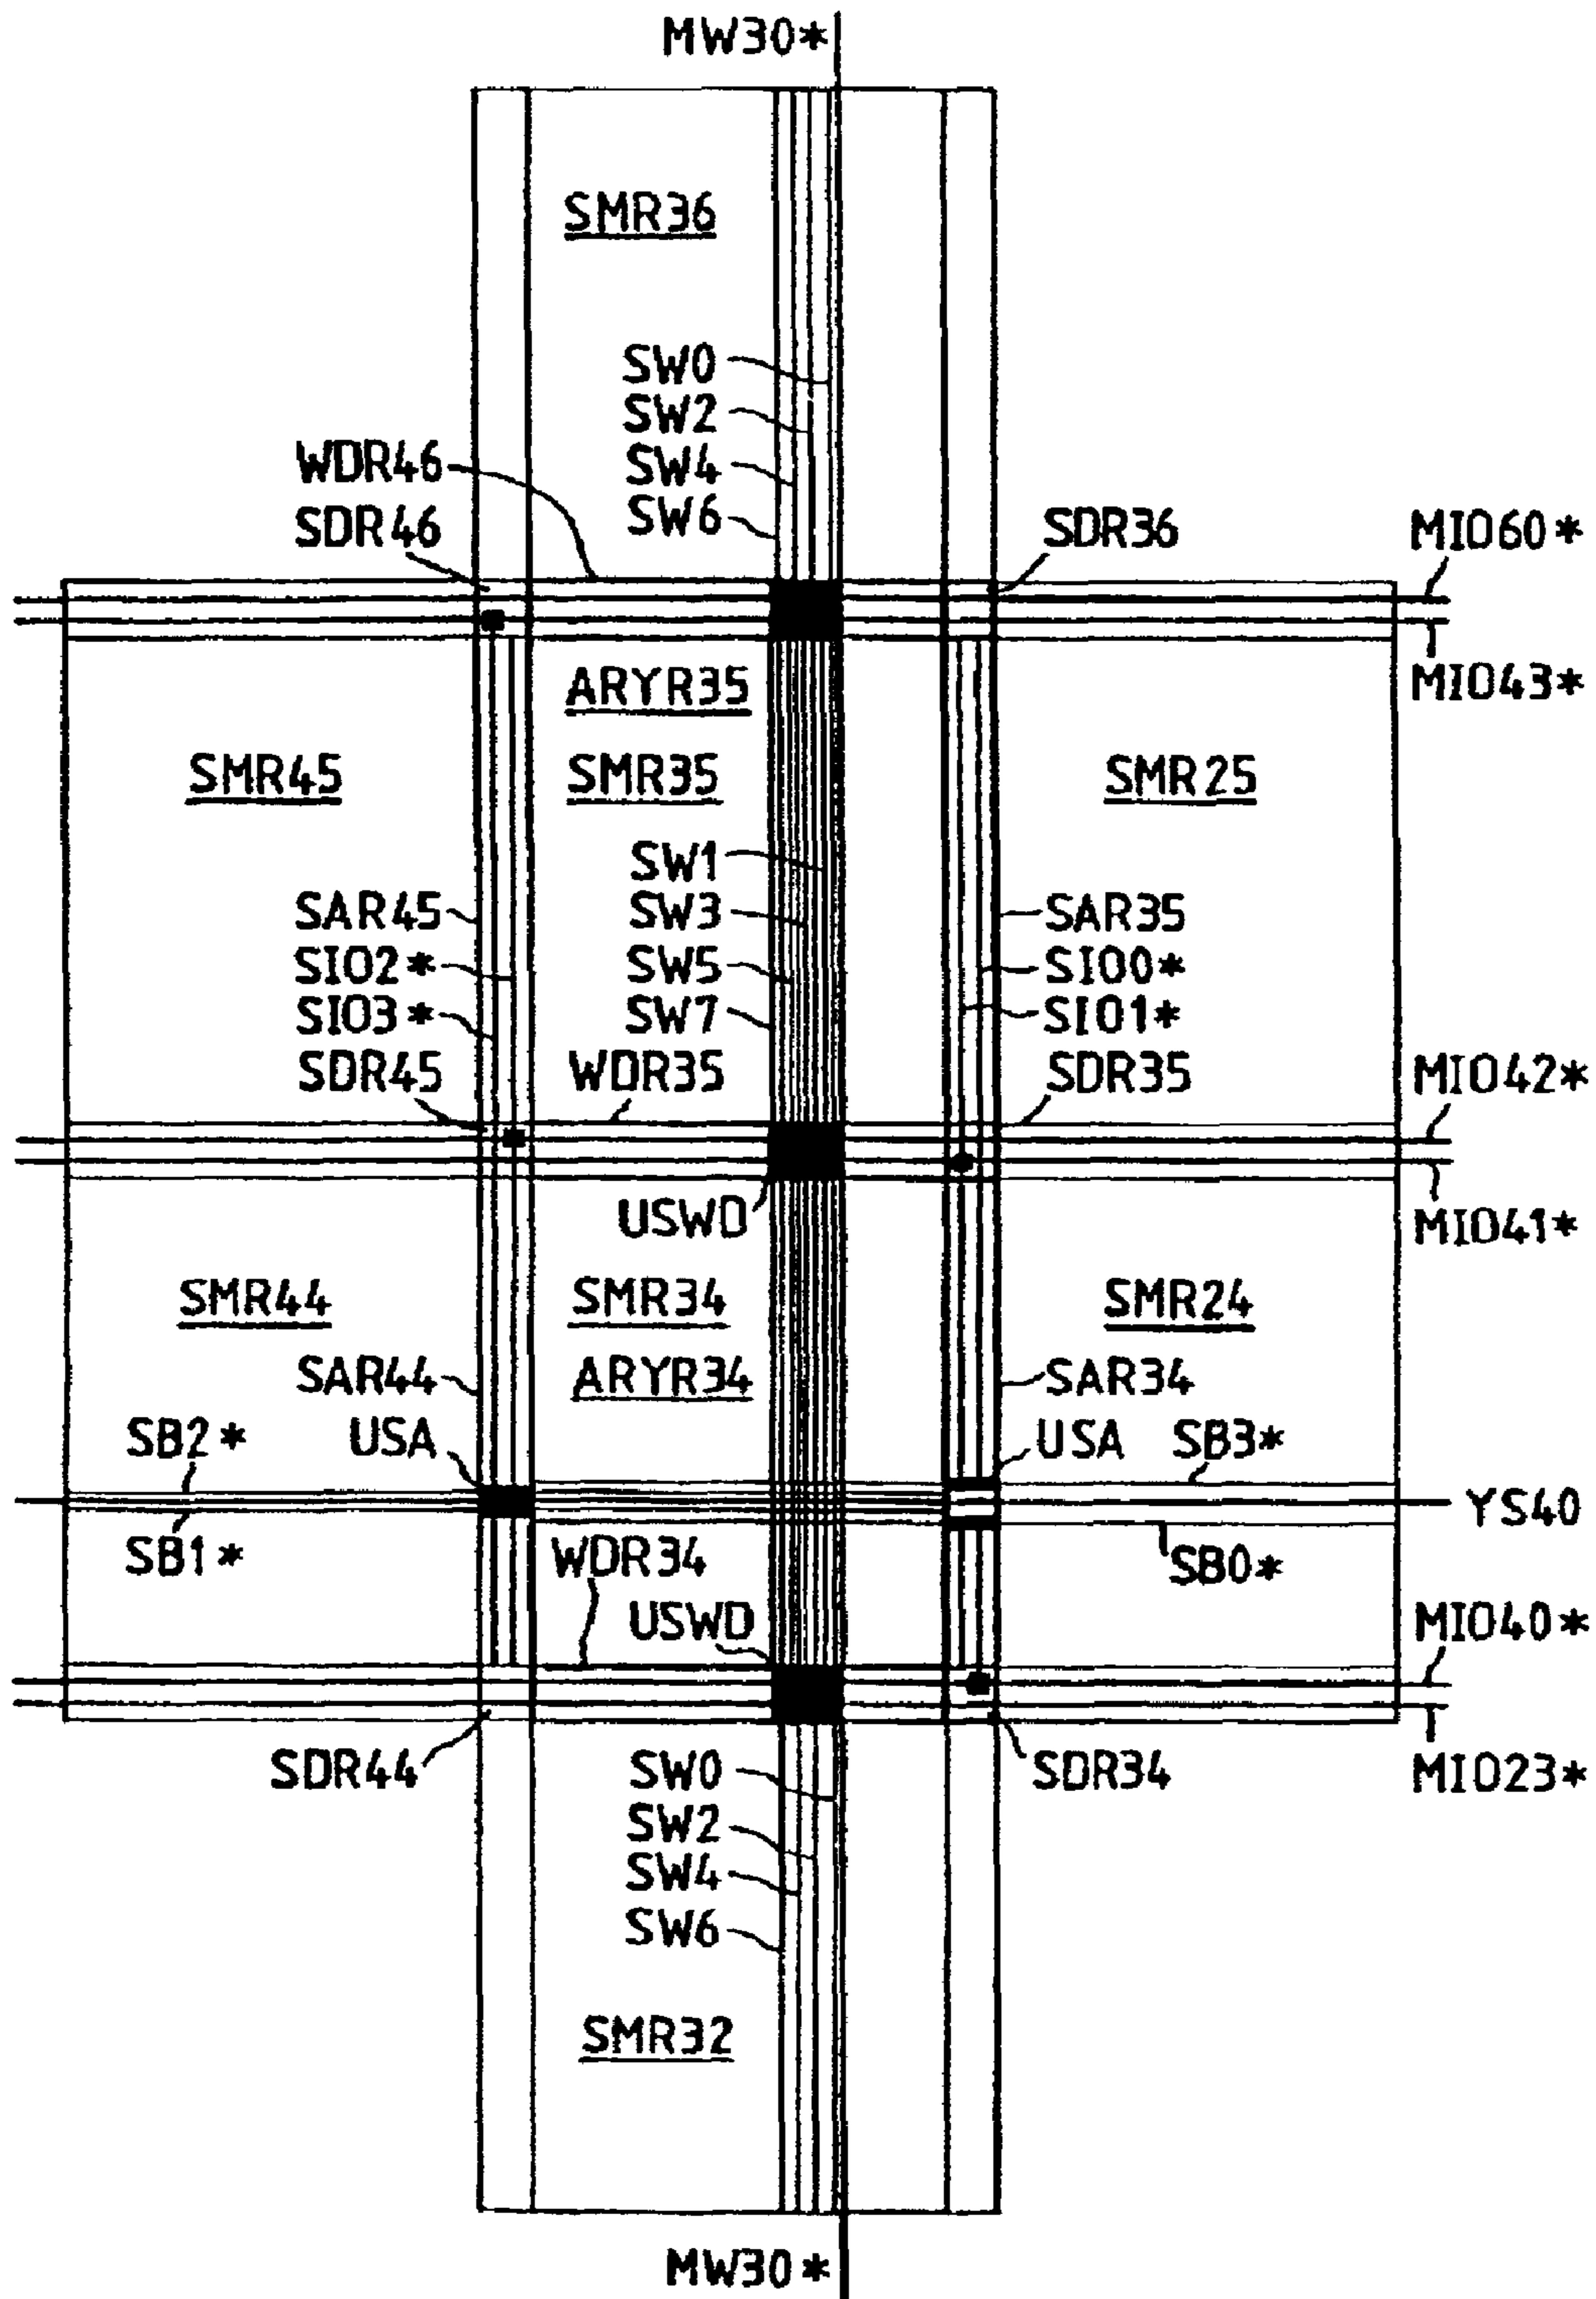 MW30*
SMR36
SW0
SW2
WDR46
SW4
SDR46
SW6
SDR36
MIO60*
MIO43*
ARYR35
SMR45
SMR35
SMR25
SW1
SAR45
SW3
SAR35
SIO2*
SW5
SIO0*
SIO3*
SW7
SIO1*
SDR45
WDR35
SDR35
MIO42*
USWD
MIO41*
SMR44
SMR34
SMR24
SAR44
ARYR34
SAR34
SB2*
USA
USA
SB3*
YS40
SB1*
WDR34
SB0*
USWD
MIO40*
SDR44
SW0
SDR34
MIO23*
SW2
SW4
SW6
SMR32
MW30*